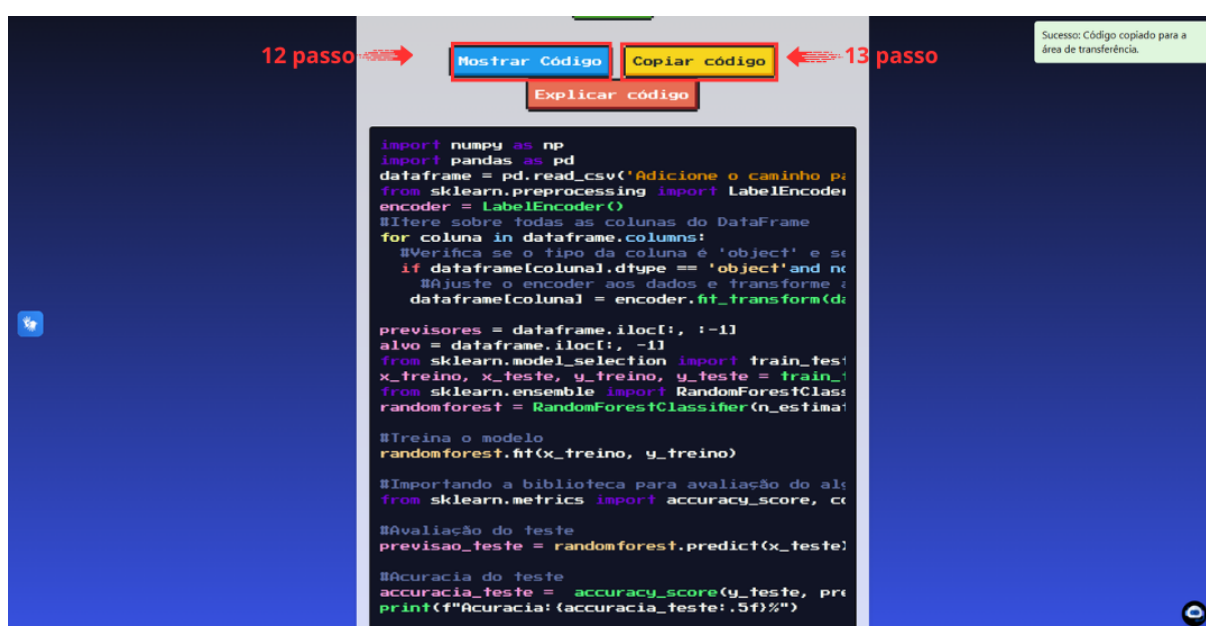 Sucesso: Código copiado para a
área de transferência.
12 passo
Mostrar Código
Copiar código
13 passo
Explicar código
import numpy as np
import pandas as pd
dataframe = pd.read_csv('Adicione o caminho pa
from sklearn.preprocessing import LabelEncoder
encoder = LabelEncoder()
#Itere sobre todas as colunas do DataFrame
for coluna in dataframe.columns:
#Verifica se o tipo da coluna é 'object' e se
if dataframe[coluna].dtype == 'object'and no
#Ajuste o encoder aos dados e transforme a
dataframe[coluna] = encoder.fit_transform(da
previsores = dataframe.iloc[:, :-1]
alvo = dataframe.iloc[:, -1]
from sklearn.model_selection import train_test
x_treino, x_teste, y_treino, y_teste = train_t
from sklearn.ensemble import RandomForestClass
randomforest = RandomForestClassifier(n_estimat
#Treina o modelo
randomforest.fit(x_treino, y_treino)
#Importando a biblioteca para avaliação do alg
from sklearn.metrics import accuracy_score, co
#Avaliação do teste
previsao_teste = randomforest.predict(x_teste)
#Acuracia do teste
accuracia_teste = accuracy_score(y_teste, pre
print(f"Acuracia:{accuracia_teste:.5f}%")